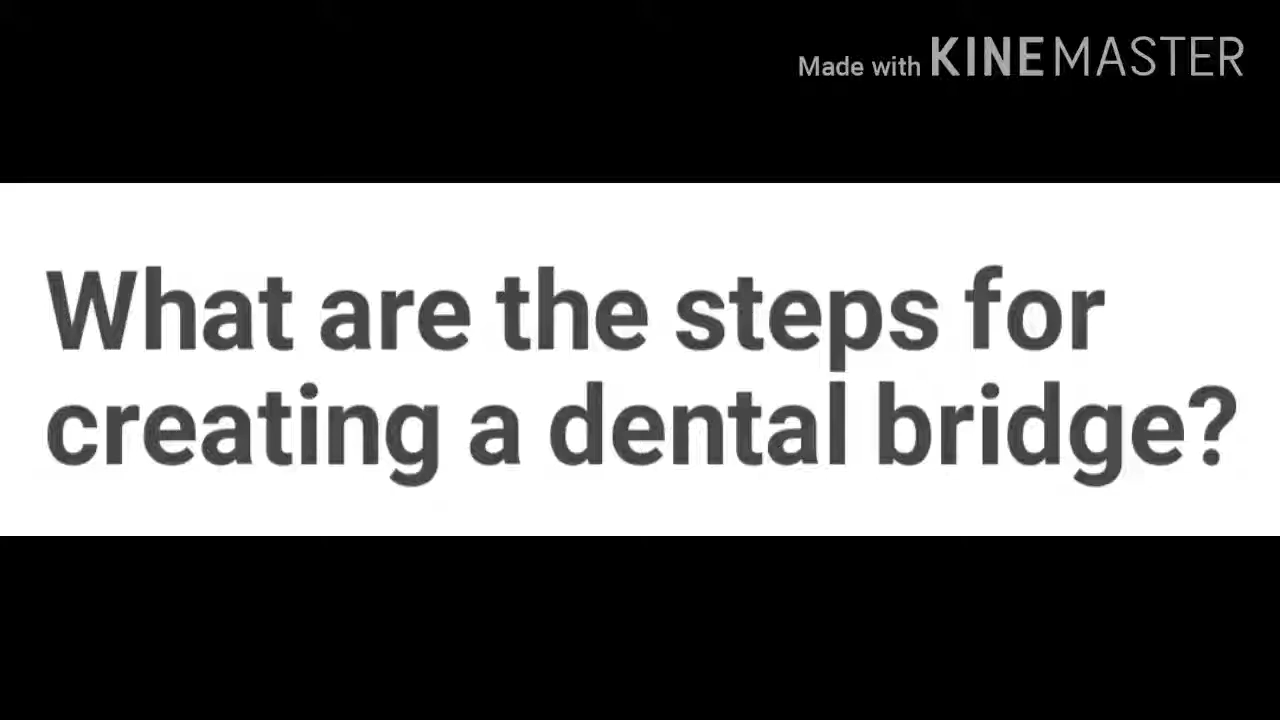 Made with KINEMASTER
What are the steps for
creating a dental bridge?